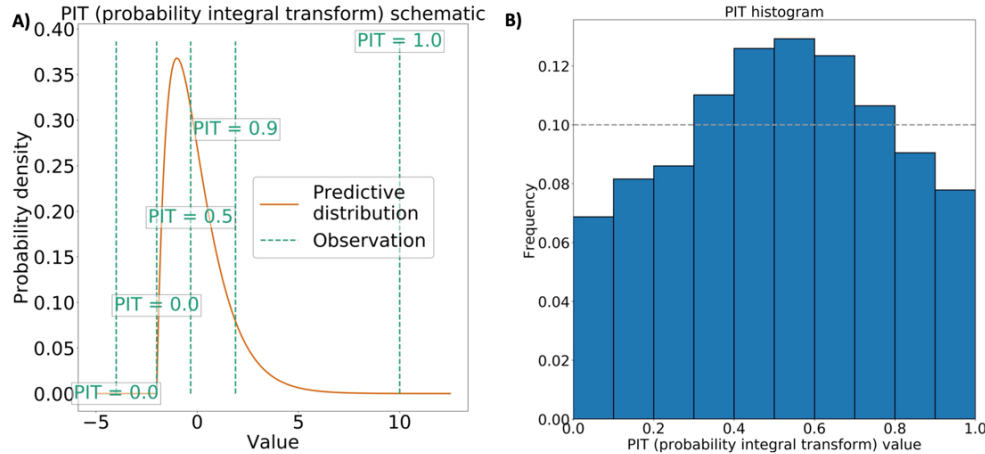 A)
PIT (probability integral transform) schematic
0.40
0.35
0.30
0.25
0.20
0.15
0.10
0.05
0.00
Probability density
PIT = 1.0
PIT = 0.9
PIT = 0.5
PIT = 0.0
PIT = 0.0
Predictive
distribution
Observation
−5
0
5
10
Value
B)
PIT histogram
0.12
0.10
0.08
0.06
0.04
0.02
0.00
Frequency
0.0
0.2
0.4
0.6
0.8
1.0
PIT (probability integral transform) value